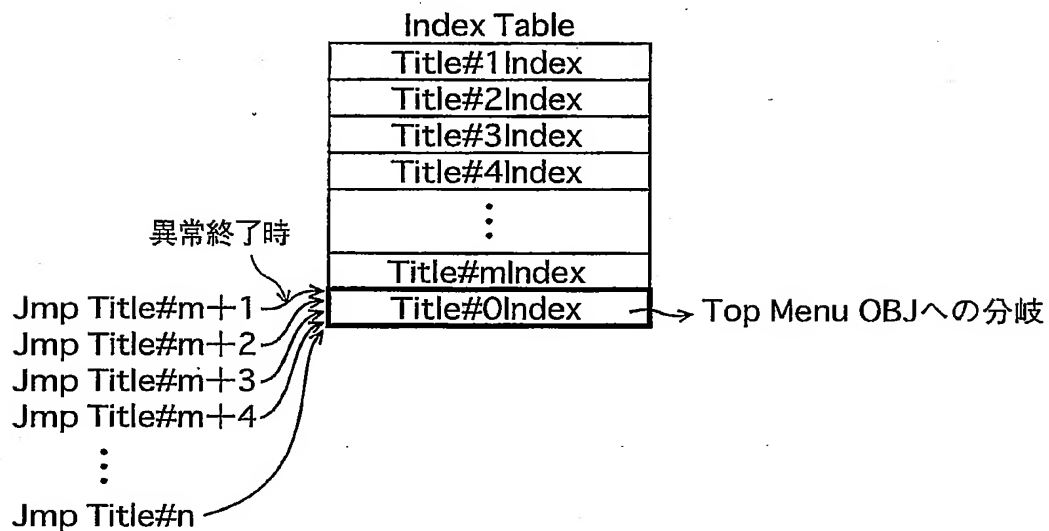 Index Table
Title#1Index
Title#2Index
Title#3Index
Title#4Index
⋮
Title#mIndex
異常終了時
Title#0Index
Top Menu OBJへの分岐
Jmp Title#m+1
Jmp Title#m+2
Jmp Title#m+3
Jmp Title#m+4
⋮
Jmp Title#n